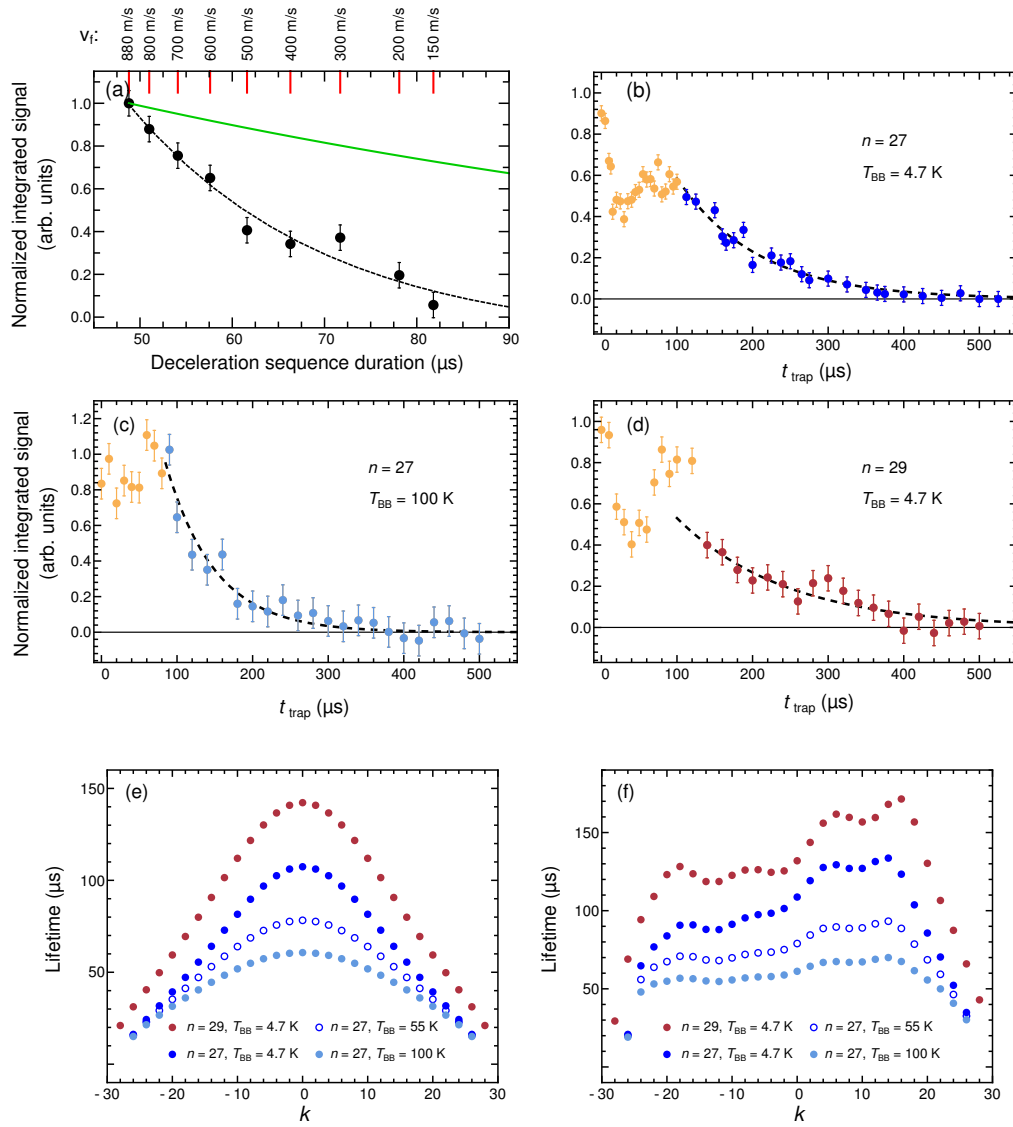 v_f:
880 m/s 800 m/s 700 m/s 600 m/s 500 m/s 400 m/s 300 m/s 200 m/s 150 m/s
(a)
Normalized integrated signal
(arb. units)
1.0
0.8
0.6
0.4
0.2
0.0
50 60 70 80 90
Deceleration sequence duration (µs)
(b)
n = 27
T_BB = 4.7 K
1.0
0.8
0.6
0.4
0.2
0.0
0 100 200 300 400 500
t_trap (µs)
(c)
n = 27
T_BB = 100 K
Normalized integrated signal
(arb. units)
1.2
1.0
0.8
0.6
0.4
0.2
0.0
0 100 200 300 400 500
t_trap (µs)
(d)
n = 29
T_BB = 4.7 K
1.0
0.8
0.6
0.4
0.2
0.0
0 100 200 300 400 500
t_trap (µs)
(e)
Lifetime (µs)
150
100
50
n = 29, T_BB = 4.7 K
n = 27, T_BB = 55 K
n = 27, T_BB = 4.7 K
n = 27, T_BB = 100 K
-30 -20 -10 0 10 20 30
k
(f)
Lifetime (µs)
150
100
50
n = 29, T_BB = 4.7 K
n = 27, T_BB = 55 K
n = 27, T_BB = 4.7 K
n = 27, T_BB = 100 K
-30 -20 -10 0 10 20 30
k